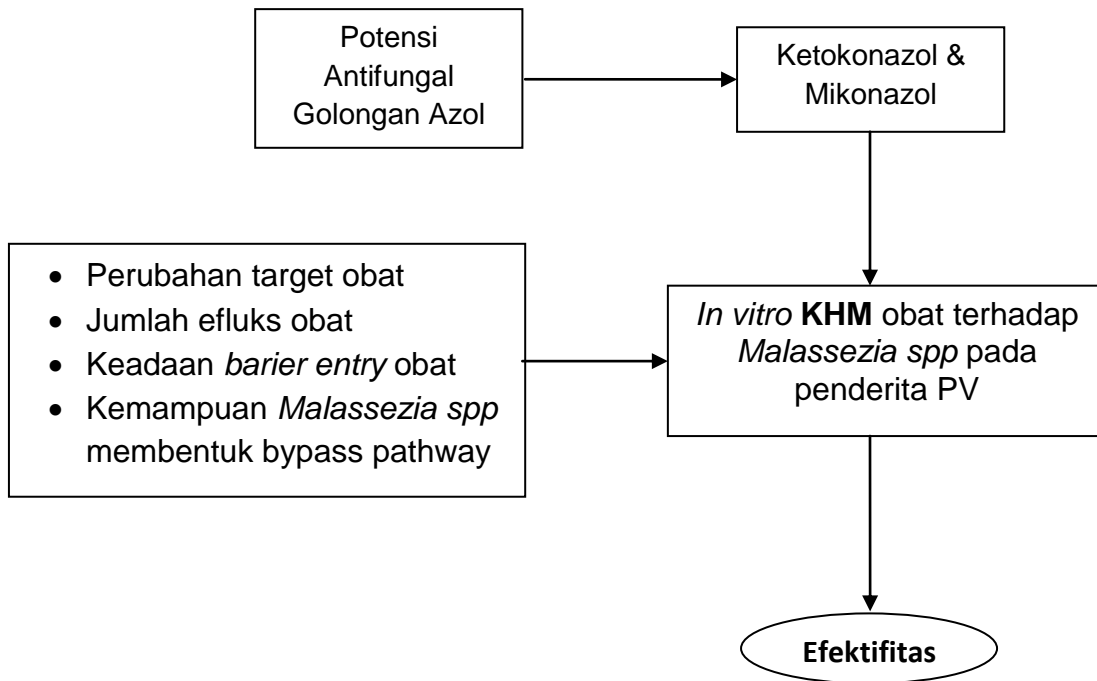 Potensi
Antifungal
Golongan Azol
Ketokonazol &
Mikonazol
• Perubahan target obat
• Jumlah efluks obat
• Keadaan barier entry obat
• Kemampuan Malassezia spp
membentuk bypass pathway
In vitro KHM obat terhadap
Malassezia spp pada
penderita PV
Efektifitas